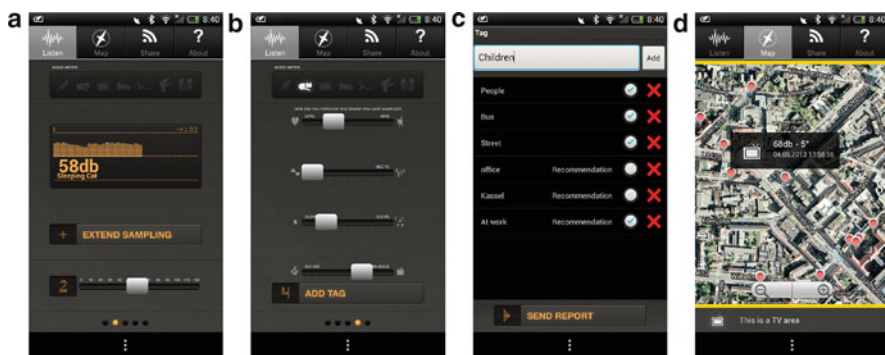 a
8:40
Listen Map Share About
58db
Sleeping Cat
+ EXTEND SAMPLING
2
b
8:40
Listen Map Share About
4 ADD TAG
c
8:40
Tag
Children Add
People
Bus
Street
office Recommendation
Kassel Recommendation
At work Recommendation
SEND REPORT
d
8:40
Listen Map Share About
68db - 5"
04.05.2013 13:58:56
This is a TV area